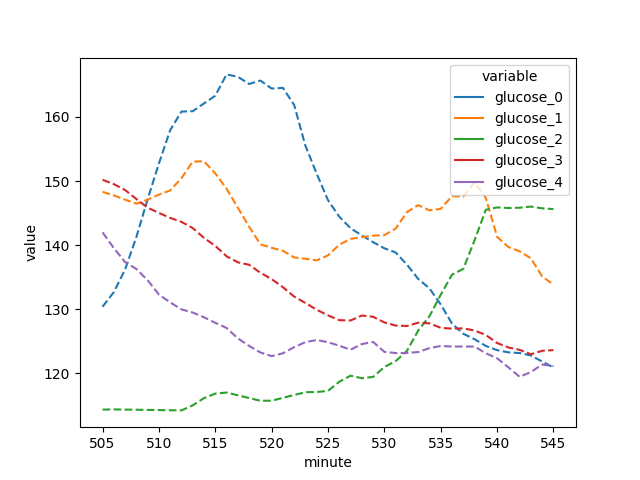 variable
glucose_0
glucose_1
glucose_2
glucose_3
glucose_4
value
160
150
140
130
120
505 510 515 520 525 530 535 540 545
minute